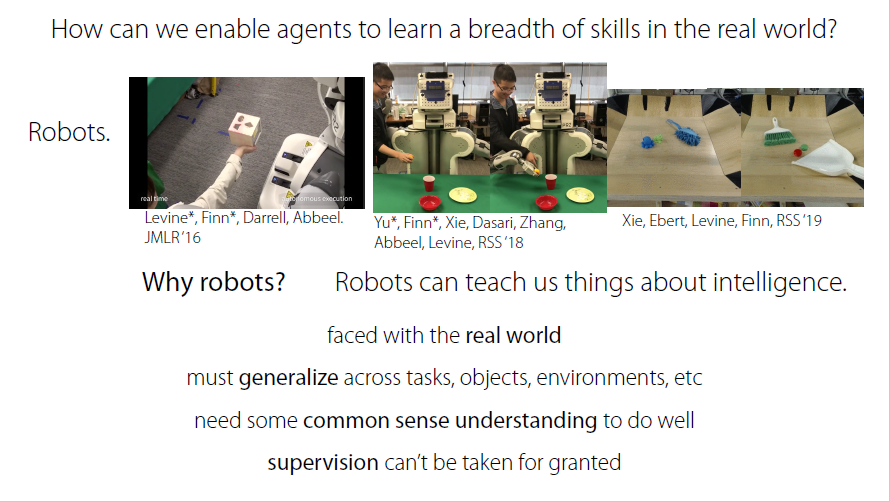 How can we enable agents to learn a breadth of skills in the real world?
Robots.
real time
autonomous execution
Levine*, Finn*, Darrell, Abbeel.
JMLR ’16
Yu*, Finn*, Xie, Dasari, Zhang,
Abbeel, Levine, RSS ’18
Xie, Ebert, Levine, Finn, RSS ’19
Why robots? Robots can teach us things about intelligence.
faced with the real world
must generalize across tasks, objects, environments, etc
need some common sense understanding to do well
supervision can’t be taken for granted